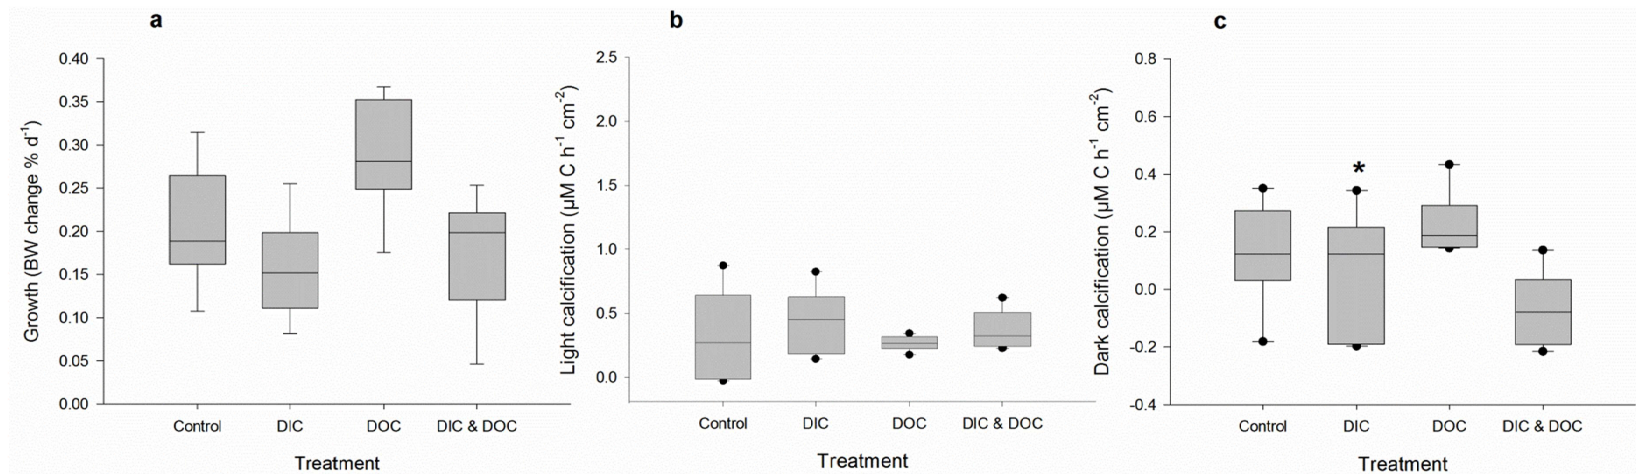 a
0.40
0.35
0.30
0.25
0.20
0.15
0.10
0.05
0.00
Growth (BW change % d-1)
Control DIC DOC DIC & DOC
Treatment
b
2.5
2.0
1.5
1.0
0.5
0.0
Light calcification (µM C h-1 cm-2)
Control DIC DOC DIC & DOC
Treatment
c
0.8
0.6
0.4
0.2
0.0
-0.2
-0.4
Dark calcification (µM C h-1 cm-2)
*
Control DIC DOC DIC & DOC
Treatment